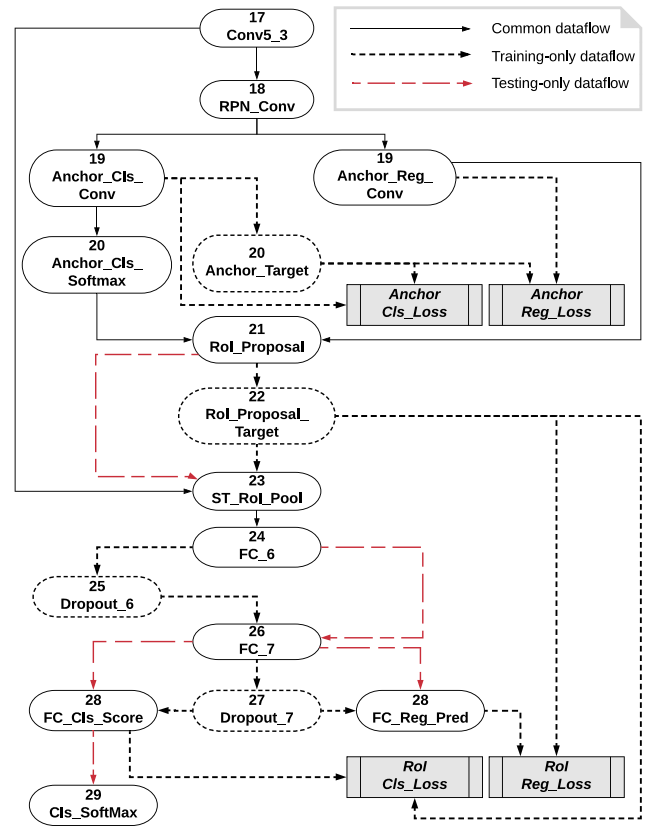 17
Conv5_3
Common dataflow
Training-only dataflow
Testing-only dataflow
18
RPN_Conv
19
Anchor_Cls_
Conv
19
Anchor_Reg_
Conv
20
Anchor_Cls_
Softmax
20
Anchor_Target
Anchor
Cls_Loss
Anchor
Reg_Loss
21
RoI_Proposal
22
RoI_Proposal_
Target
23
ST_RoI_Pool
24
FC_6
25
Dropout_6
26
FC_7
28
FC_Cls_Score
27
Dropout_7
28
FC_Reg_Pred
RoI
Cls_Loss
RoI
Reg_Loss
29
Cls_SoftMax